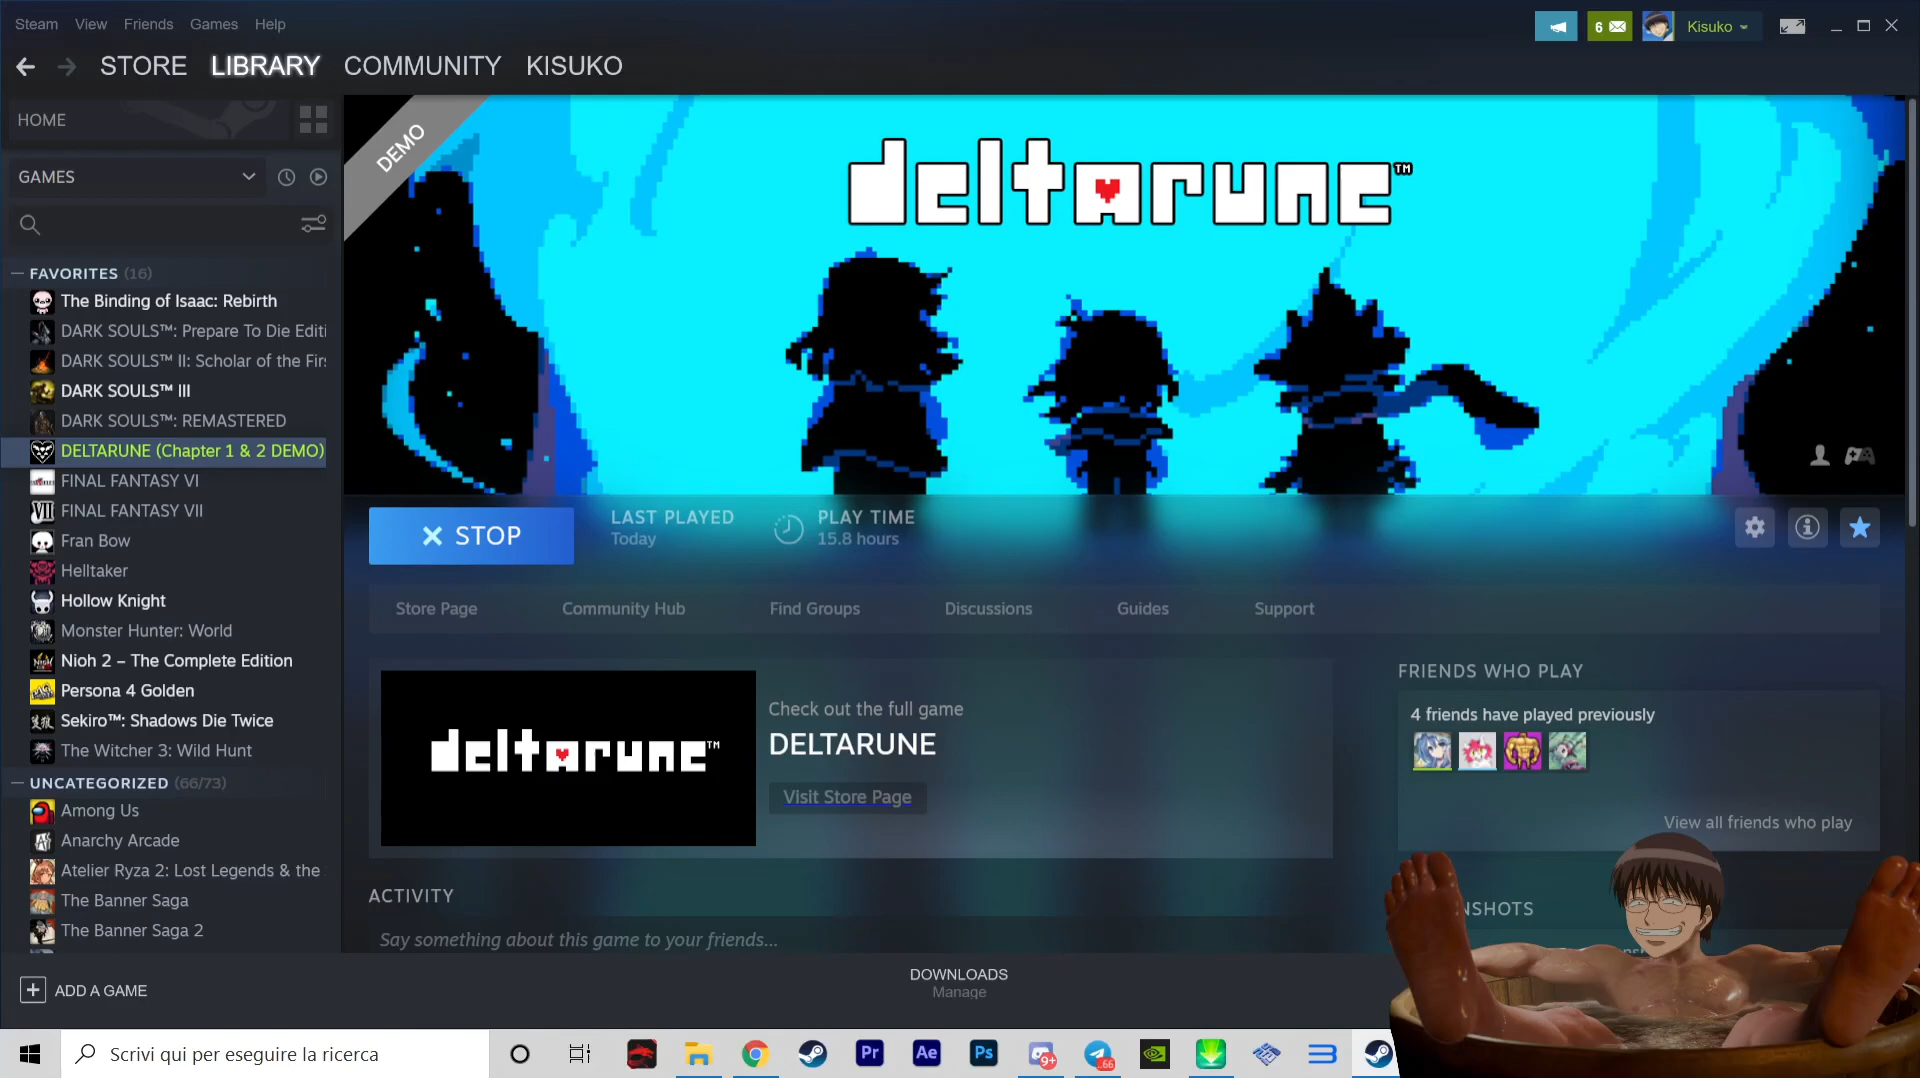 Steam View Friends Games Help
6 Kisuko
STORE LIBRARY COMMUNITY KISUKO
HOME
GAMES
FAVORITES (16)
The Binding of Isaac: Rebirth
DARK SOULS™: Prepare To Die Editi
DARK SOULS™ II: Scholar of the Firs
DARK SOULS™ III
DARK SOULS™: REMASTERED
DELTARUNE (Chapter 1 & 2 DEMO)
FINAL FANTASY VI
FINAL FANTASY VII
Fran Bow
Helltaker
Hollow Knight
Monster Hunter: World
Nioh 2 – The Complete Edition
Persona 4 Golden
Sekiro™: Shadows Die Twice
The Witcher 3: Wild Hunt
UNCATEGORIZED (66/73)
Among Us
Anarchy Arcade
Atelier Ryza 2: Lost Legends & the
The Banner Saga
The Banner Saga 2
ADD A GAME
DEMO
deltarune™
STOP
LAST PLAYED
Today
PLAY TIME
15.8 hours
Store Page Community Hub Find Groups Discussions Guides Support
deltarune™
Check out the full game
DELTARUNE
Visit Store Page
FRIENDS WHO PLAY
4 friends have played previously
View all friends who play
ACTIVITY
Say something about this game to your friends...
NSHOTS
DOWNLOADS
Manage
Scrivi qui per eseguire la ricerca
Pr Ae Ps 9+ 66